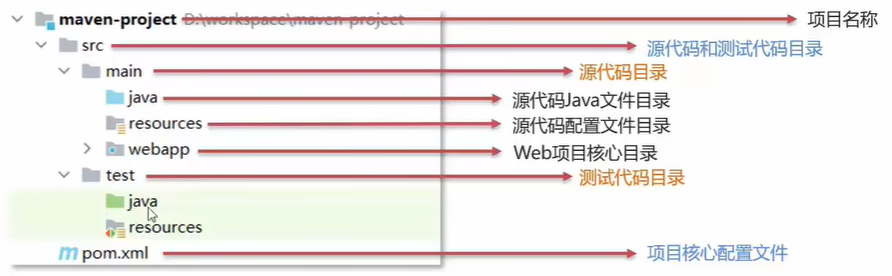 maven-project D:\workspace\maven-project 项目名称
src 源代码和测试代码目录
main 源代码目录
java 源代码Java文件目录
resources 源代码配置文件目录
webapp Web项目核心目录
test 测试代码目录
java
resources
pom.xml 项目核心配置文件